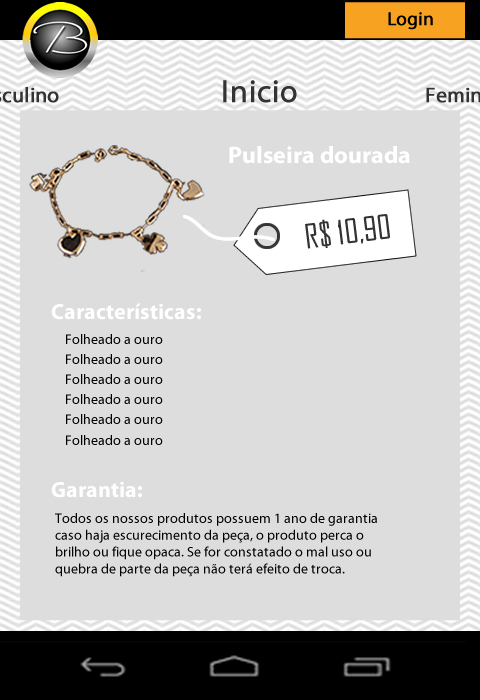 B
Login
sculino
Inicio
Femin
Pulseira dourada
R$ 10,90
Características:
Folheado a ouro
Folheado a ouro
Folheado a ouro
Folheado a ouro
Folheado a ouro
Folheado a ouro
Garantia:
Todos os nossos produtos possuem 1 ano de garantia
caso haja escurecimento da peça, o produto perca o
brilho ou fique opaca. Se for constatado o mal uso ou
quebra de parte da peça não terá efeito de troca.